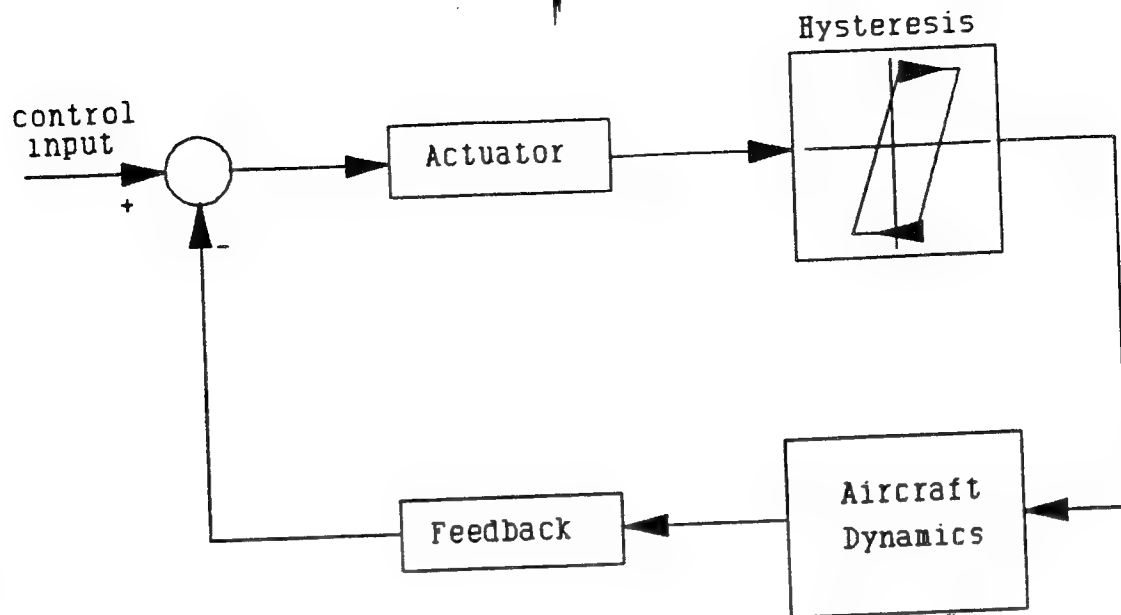 Hysteresis
control
input
+
Actuator
-
Aircraft
Dynamics
Feedback